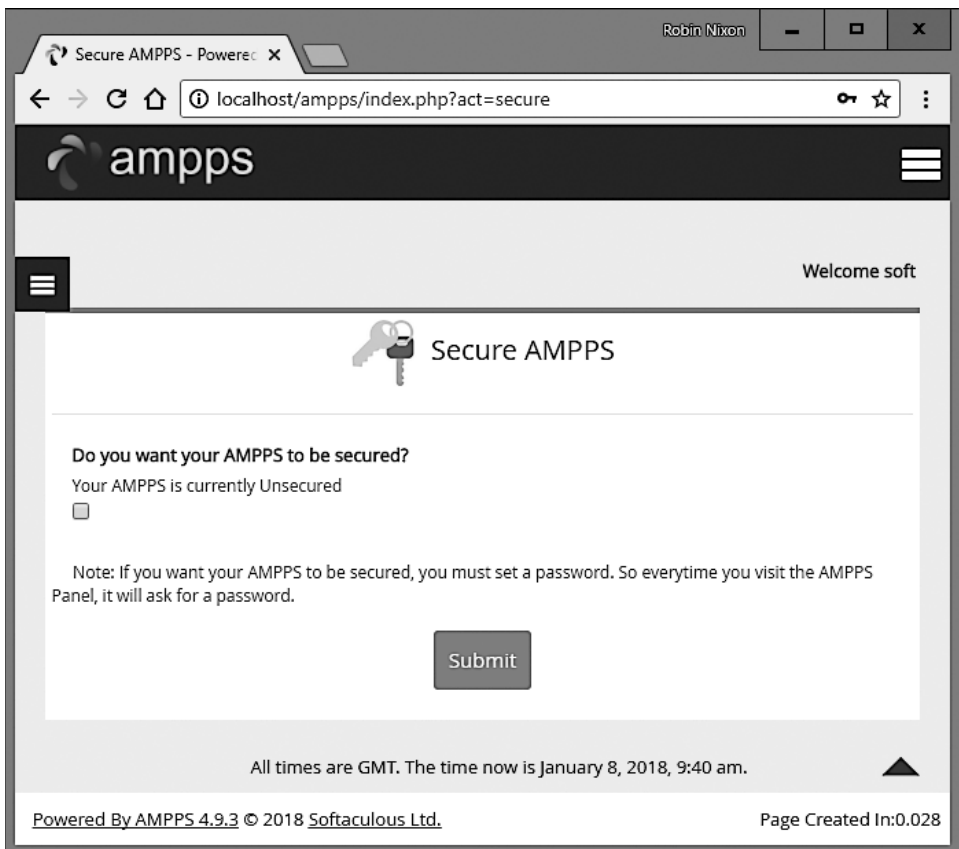 Robin Nixon
Secure AMPPS - Powerec
localhost/ampps/index.php?act=secure
ampps
Welcome soft
Secure AMPPS
Do you want your AMPPS to be secured?
Your AMPPS is currently Unsecured
Note: If you want your AMPPS to be secured, you must set a password. So everytime you visit the AMPPS
Panel, it will ask for a password.
Submit
All times are GMT. The time now is January 8, 2018, 9:40 am.
Powered By AMPPS 4.9.3 © 2018 Softaculous Ltd.
Page Created In:0.028